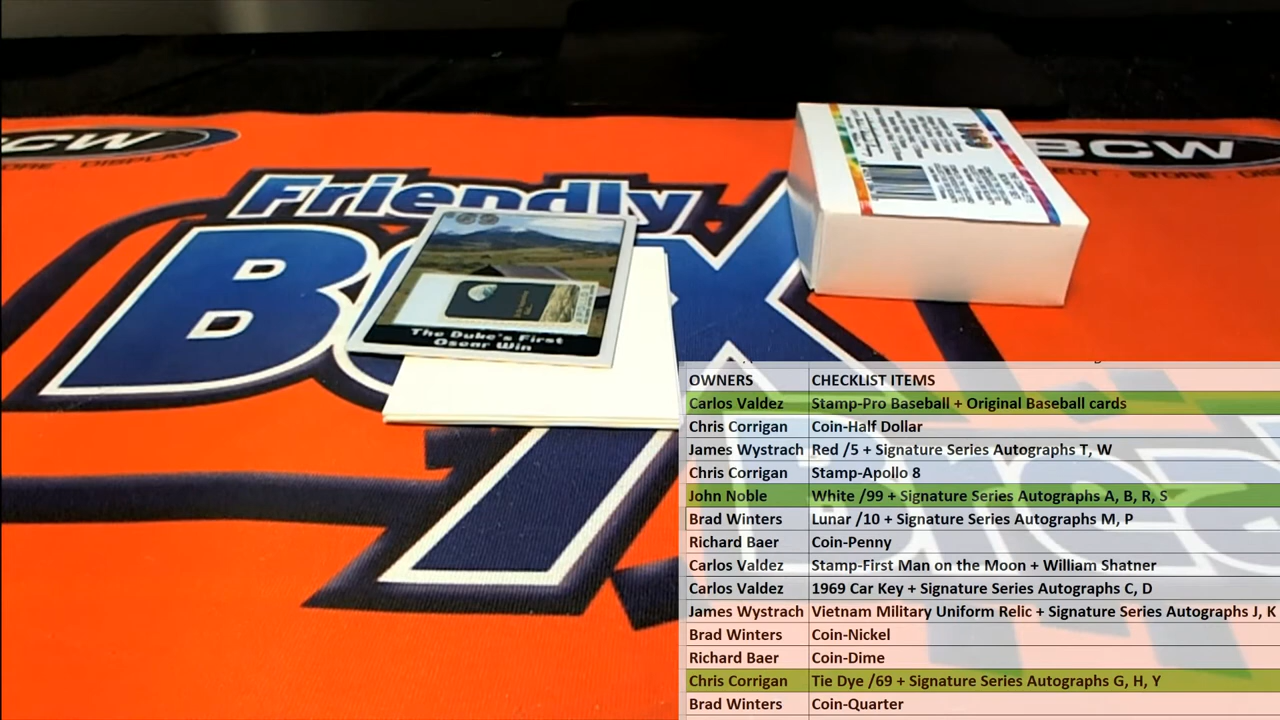 BCW
STORE · DISPLAY
BCW
Friendly
BOX
The Duke's First
Oscar Win
OWNERS CHECKLIST ITEMS
Carlos Valdez Stamp-Pro Baseball + Original Baseball cards
Chris Corrigan Coin-Half Dollar
James Wystrach Red /5 + Signature Series Autographs T, W
Chris Corrigan Stamp-Apollo 8
John Noble White /99 + Signature Series Autographs A, B, R, S
Brad Winters Lunar /10 + Signature Series Autographs M, P
Richard Baer Coin-Penny
Carlos Valdez Stamp-First Man on the Moon + William Shatner
Carlos Valdez 1969 Car Key + Signature Series Autographs C, D
James Wystrach Vietnam Military Uniform Relic + Signature Series Autographs J, K
Brad Winters Coin-Nickel
Richard Baer Coin-Dime
Chris Corrigan Tie Dye /69 + Signature Series Autographs G, H, Y
Brad Winters Coin-Quarter